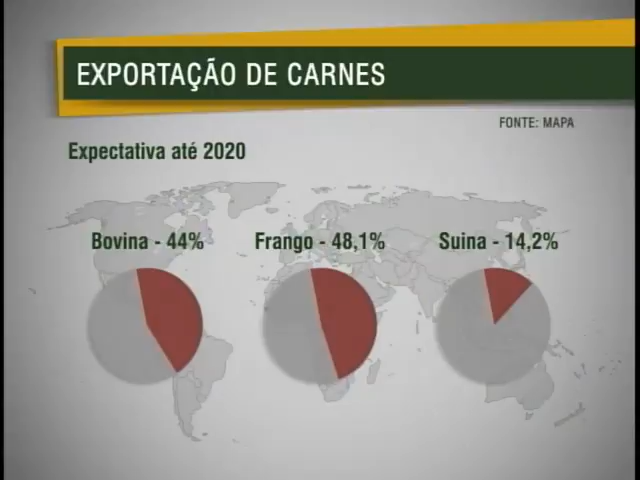 EXPORTAÇÃO DE CARNES
FONTE: MAPA
Expectativa até 2020
Bovina - 44%
Frango - 48,1%
Suina - 14,2%